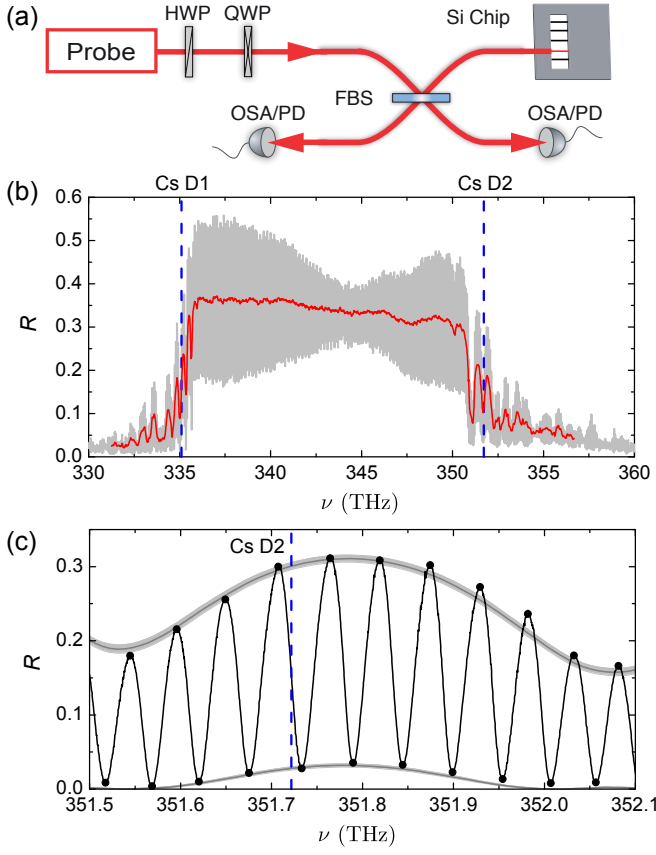 (a)
HWP QWP
Si Chip
Probe
FBS
OSA/PD
OSA/PD
(b)
Cs D1
Cs D2
0.6
0.5
0.4
0.3
0.2
0.1
0.0
R
330 335 340 345 350 355 360
ν (THz)
(c)
Cs D2
0.3
0.2
0.1
0.0
R
351.5 351.6 351.7 351.8 351.9 352.0 352.1
ν (THz)